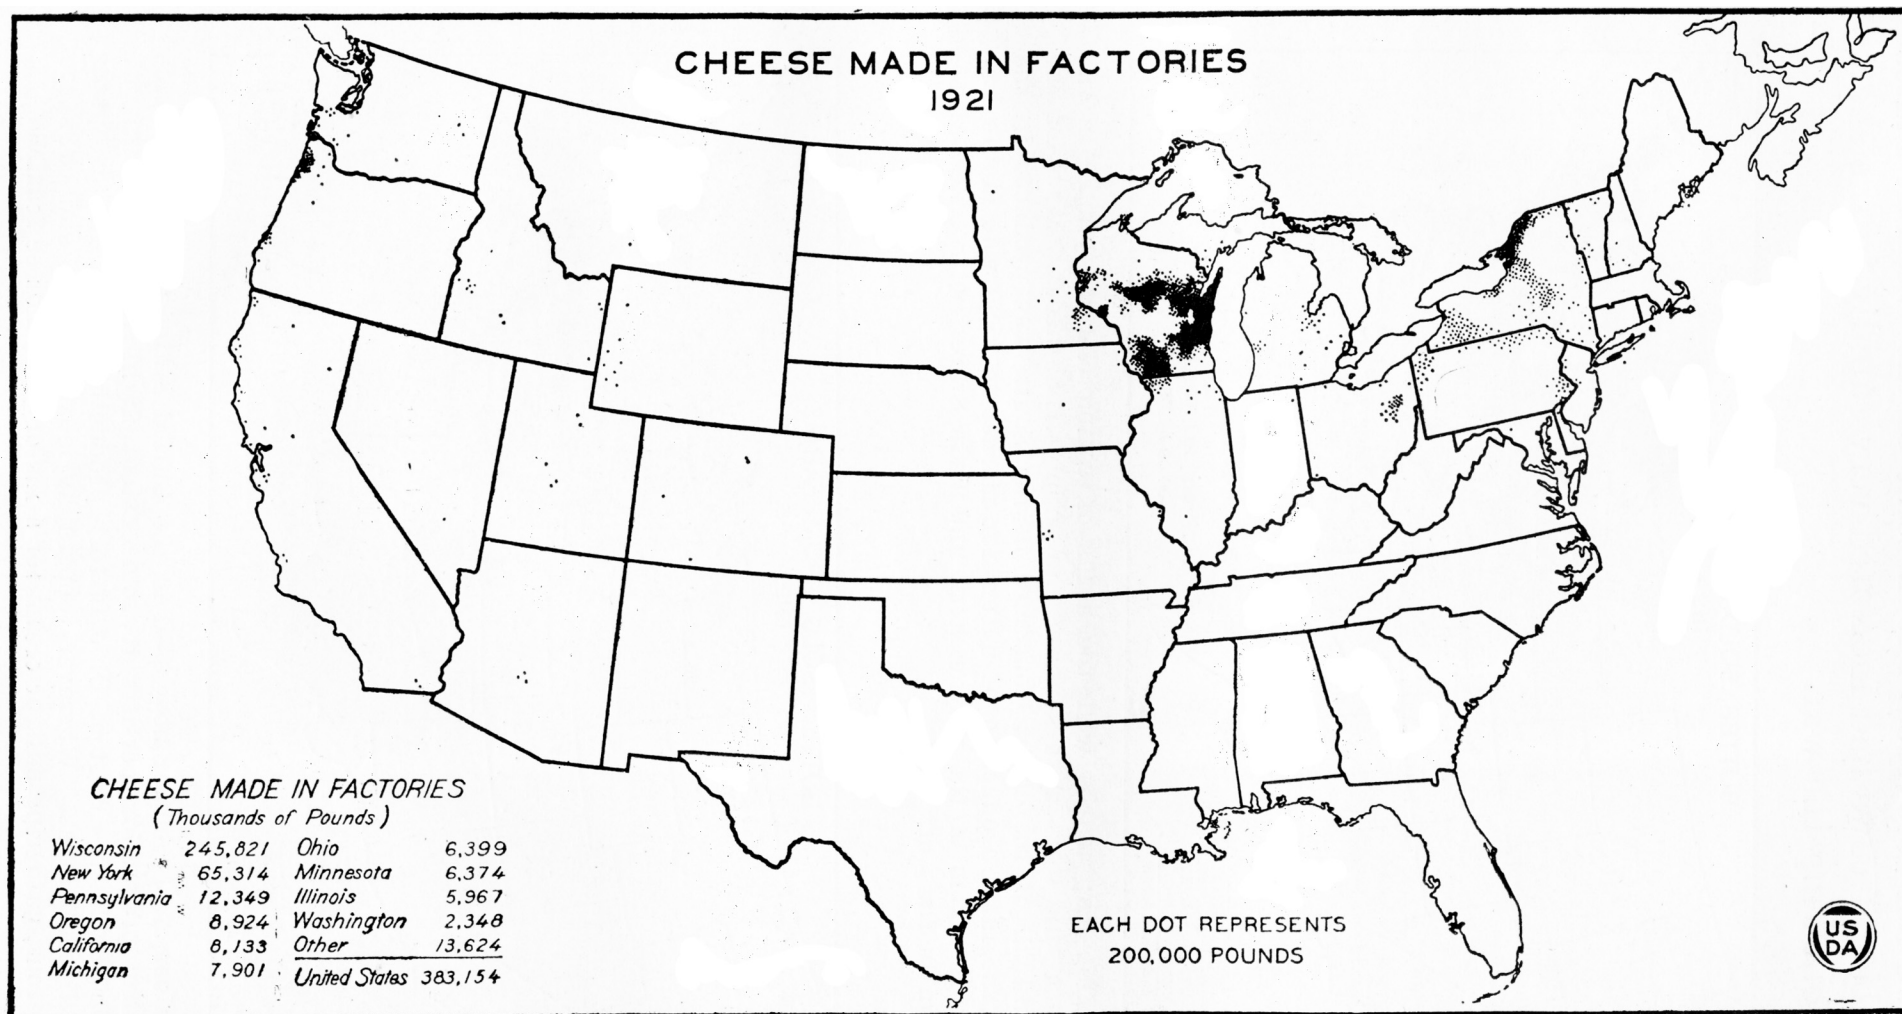 CHEESE MADE IN FACTORIES
1921
CHEESE MADE IN FACTORIES
(Thousands of Pounds)
Wisconsin 245,821 Ohio 6,399
New York 65,314 Minnesota 6,374
Pennsylvania 12,349 Illinois 5,967
Oregon 8,924 Washington 2,348
California 8,133 Other 13,624
Michigan 7,901 United States 383,154
EACH DOT REPRESENTS
200,000 POUNDS
US
DA